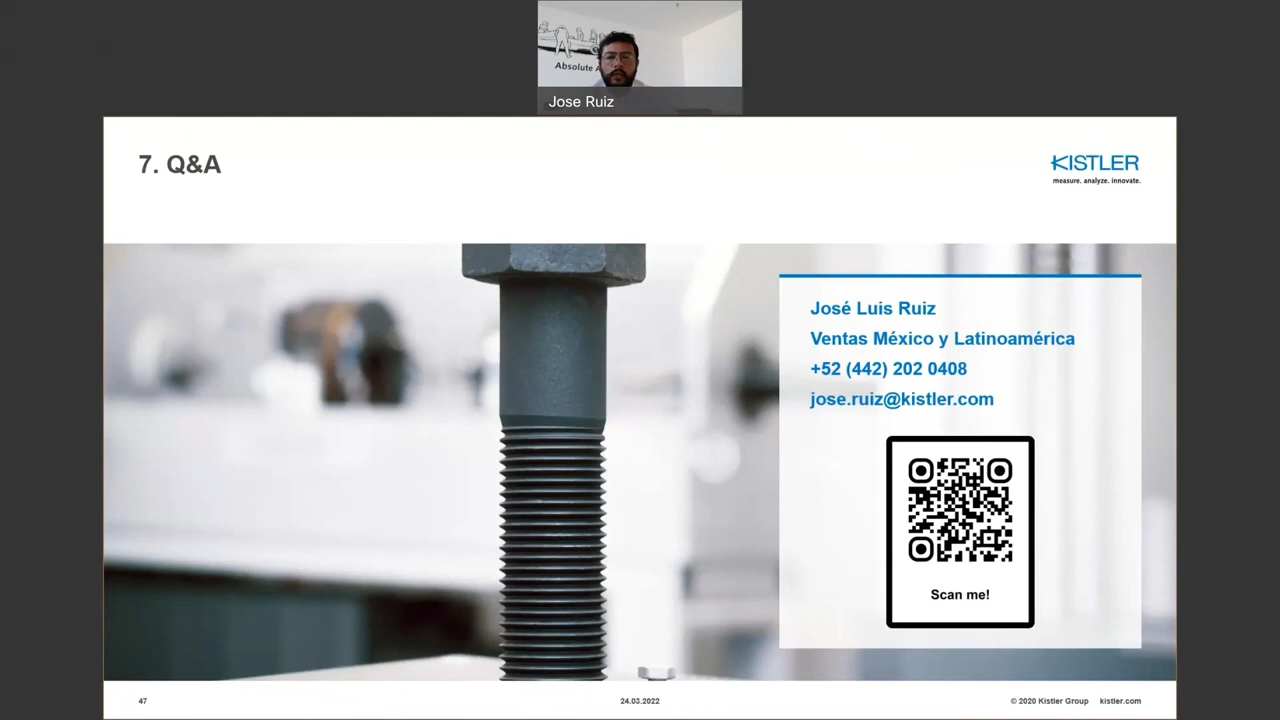 Absolute A
Jose Ruiz
7. Q&A
KISTLER
measure. analyze. innovate.
José Luis Ruiz
Ventas México y Latinoamérica
+52 (442) 202 0408
jose.ruiz@kistler.com
Scan me!
47
24.03.2022
© 2020 Kistler Group
kistler.com